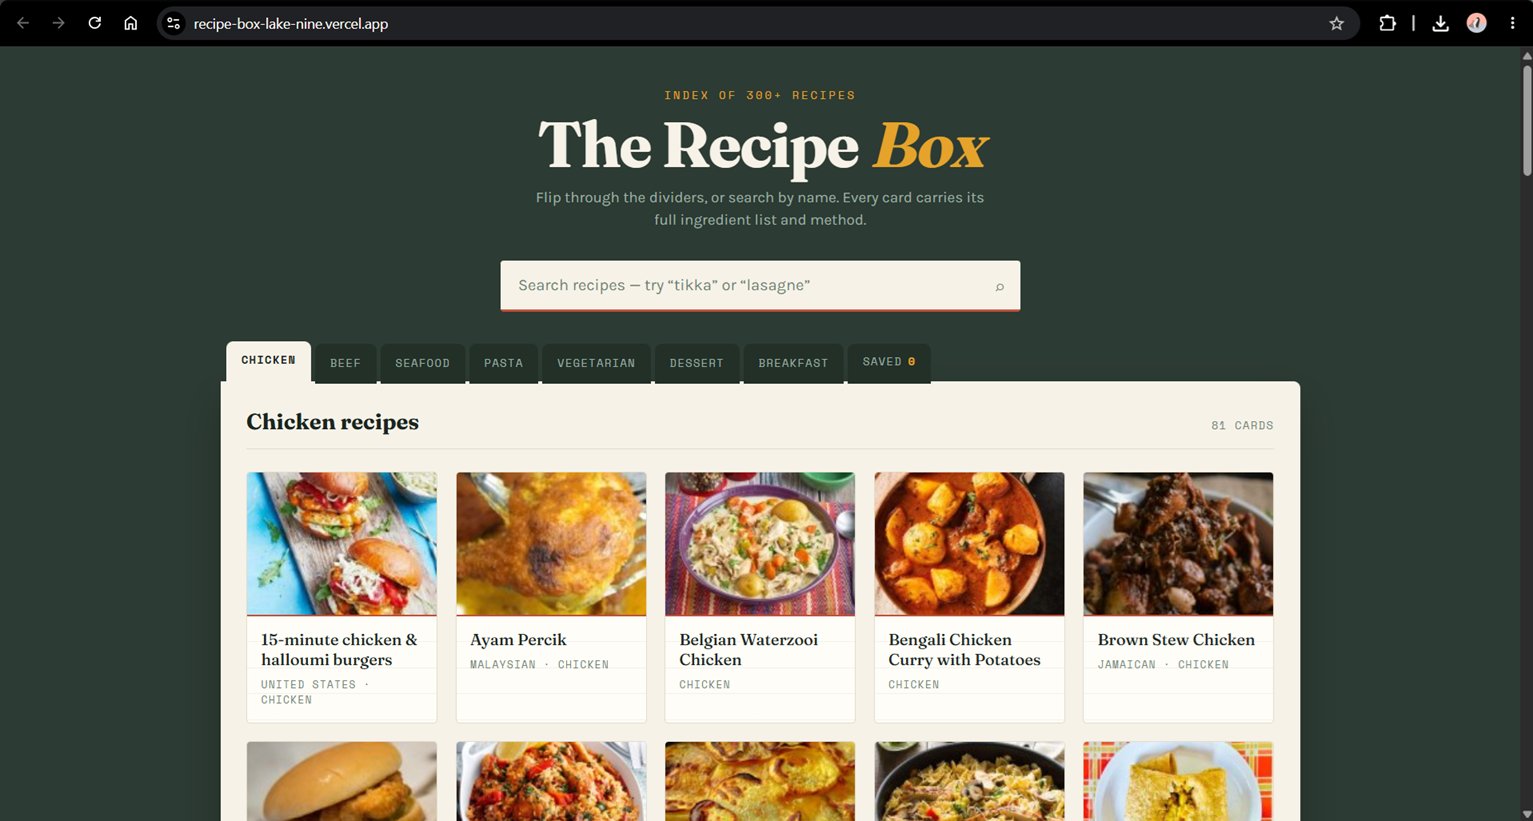 recipe-box-lake-nine.vercel.app
INDEX OF 300+ RECIPES
The Recipe Box
Flip through the dividers, or search by name. Every card carries its
full ingredient list and method.
Search recipes — try “tikka” or “lasagne”
CHICKEN
BEEF
SEAFOOD
PASTA
VEGETARIAN
DESSERT
BREAKFAST
SAVED 0
Chicken recipes
81 CARDS
15-minute chicken &
halloumi burgers
UNITED STATES ·
CHICKEN
Ayam Percik
MALAYSIAN · CHICKEN
Belgian Waterzooi
Chicken
CHICKEN
Bengali Chicken
Curry with Potatoes
CHICKEN
Brown Stew Chicken
JAMAICAN · CHICKEN